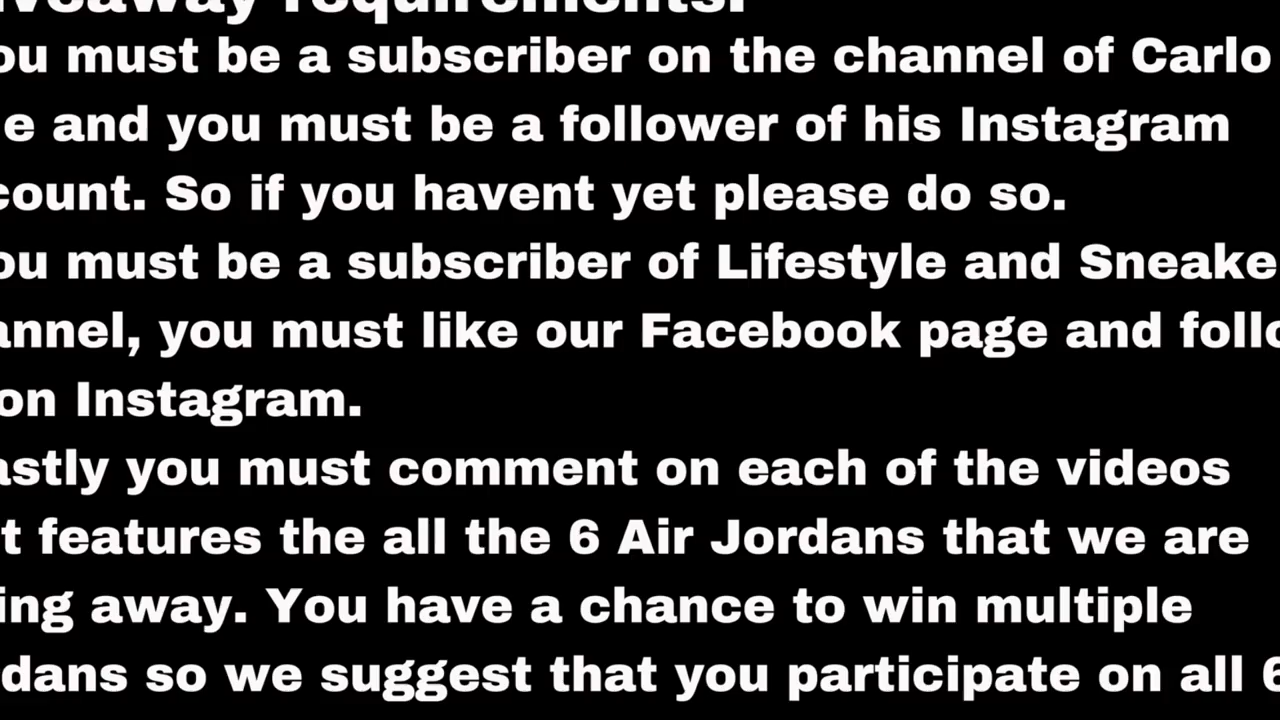 iveaway requirements:
ou must be a subscriber on the channel of Carlo
e and you must be a follower of his Instagram
count. So if you havent yet please do so.
ou must be a subscriber of Lifestyle and Sneake
annel, you must like our Facebook page and follo
on Instagram.
astly you must comment on each of the videos
t features the all the 6 Air Jordans that we are
ing away. You have a chance to win multiple
dans so we suggest that you participate on all 6